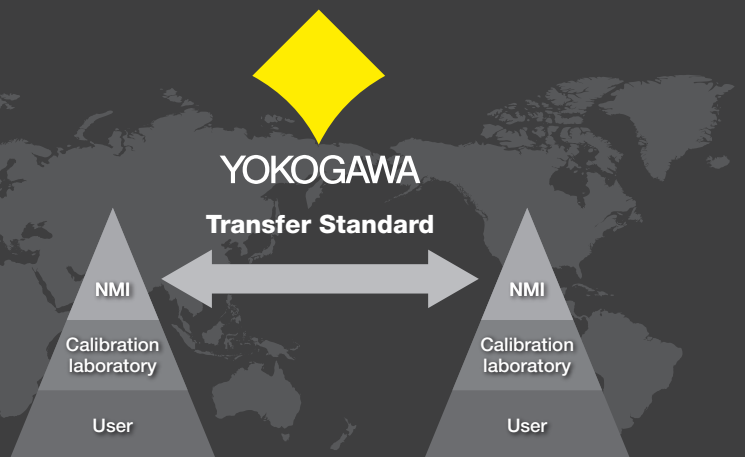 YOKOGAWA
Transfer Standard
NMI
Calibration
laboratory
User
NMI
Calibration
laboratory
User